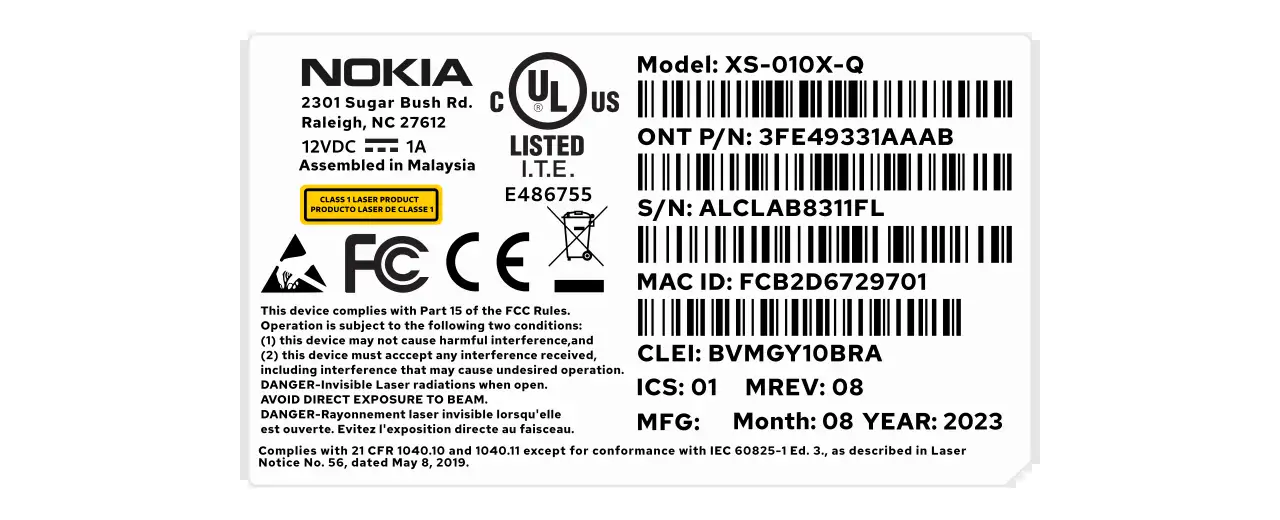 NOKIA
2301 Sugar Bush Rd.
Raleigh, NC 27612
12VDC 1A
Assembled in Malaysia
CLASS 1 LASER PRODUCT
PRODUCTO LASER DE CLASSE 1
C UL US
®
LISTED
I.T.E.
E486755
FC CE
This device complies with Part 15 of the FCC Rules.
Operation is subject to the following two conditions:
(1) this device may not cause harmful interference,and
(2) this device must acccept any interference received,
including interference that may cause undesired operation.
DANGER-Invisible Laser radiations when open.
AVOID DIRECT EXPOSURE TO BEAM.
DANGER-Rayonnement laser invisible lorsqu'elle
est ouverte. Evitez l'exposition directe au faisceau.
Model: XS-010X-Q
ONT P/N: 3FE49331AAAB
S/N: ALCLAB8311FL
MAC ID: FCB2D6729701
CLEI: BVMGY10BRA
ICS: 01 MREV: 08
MFG: Month: 08 YEAR: 2023
Complies with 21 CFR 1040.10 and 1040.11 except for conformance with IEC 60825-1 Ed. 3., as described in Laser
Notice No. 56, dated May 8, 2019.